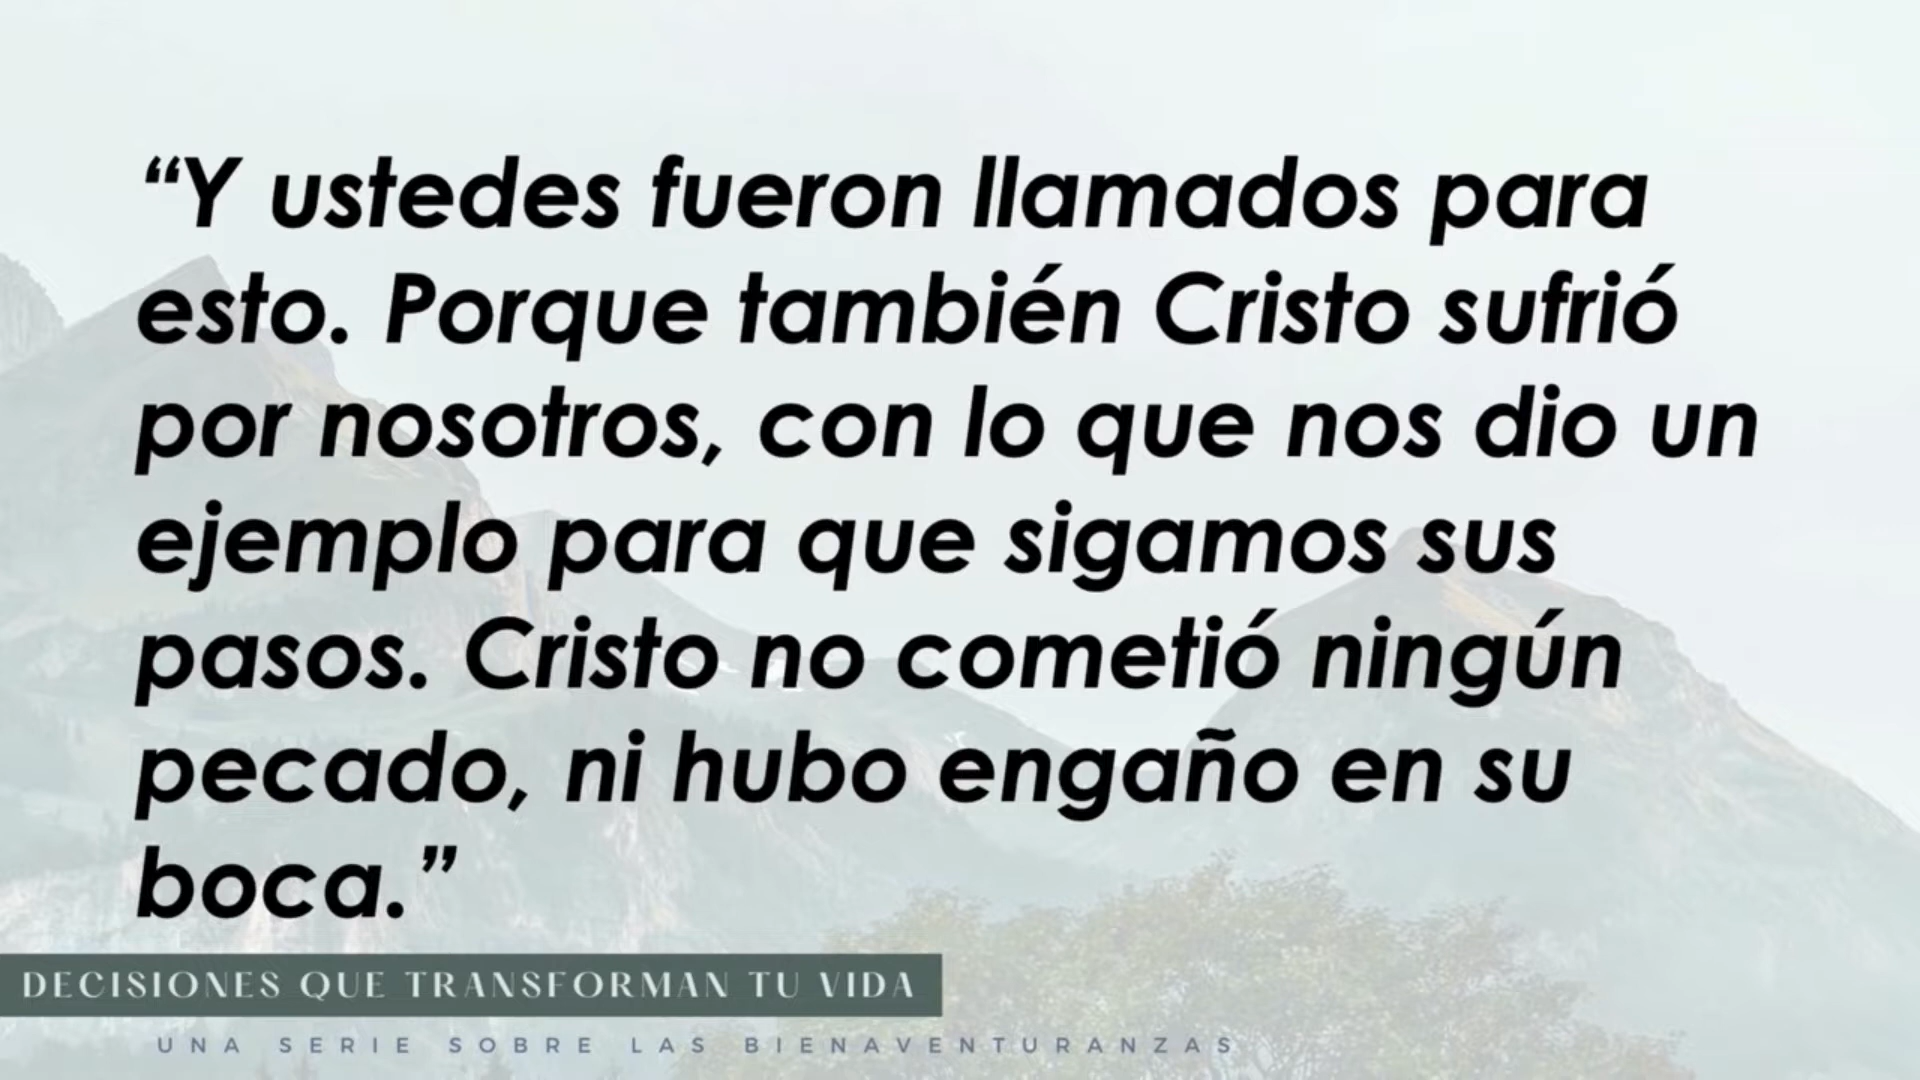 “Y ustedes fueron llamados para
esto. Porque también Cristo sufrió
por nosotros, con lo que nos dio un
ejemplo para que sigamos sus
pasos. Cristo no cometió ningún
pecado, ni hubo engaño en su
boca.”
DECISIONES QUE TRANSFORMAN TU VIDA
UNA SERIE SOBRE LAS BIENAVENTURANZAS